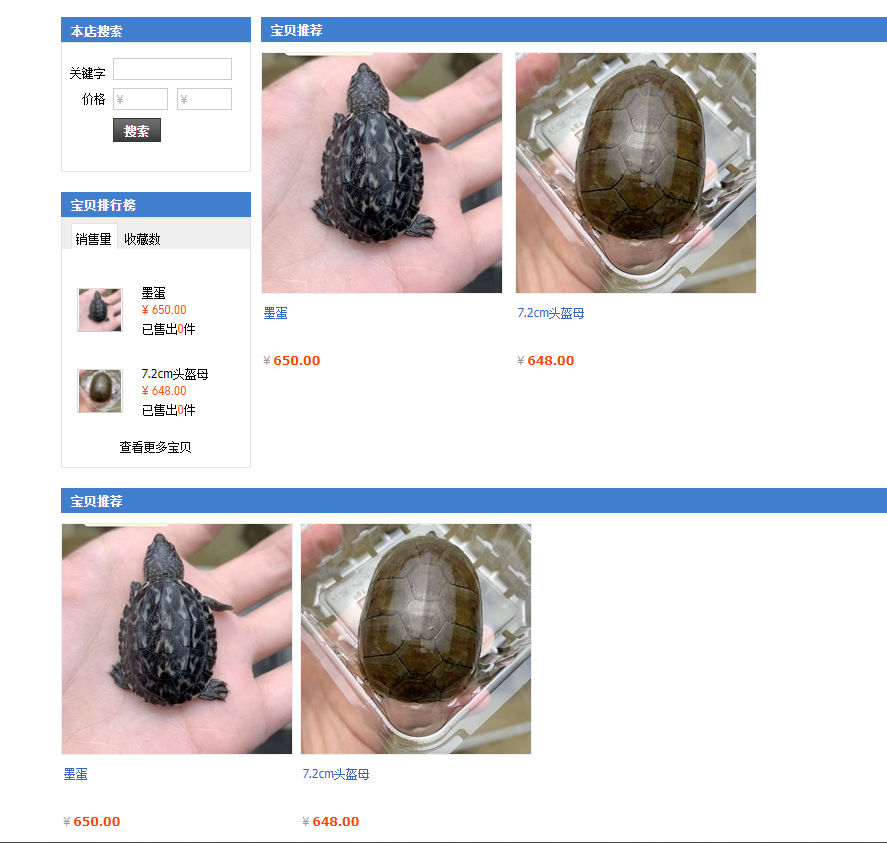 本店搜索
关键字
价格 ¥ ¥
搜索
宝贝排行榜
销售量 收藏数
墨蛋
¥ 650.00
已售出0件
7.2cm头盔母
¥ 648.00
已售出0件
查看更多宝贝
宝贝推荐
墨蛋
7.2cm头盔母
¥ 650.00
¥ 648.00
宝贝推荐
墨蛋
7.2cm头盔母
¥ 650.00
¥ 648.00